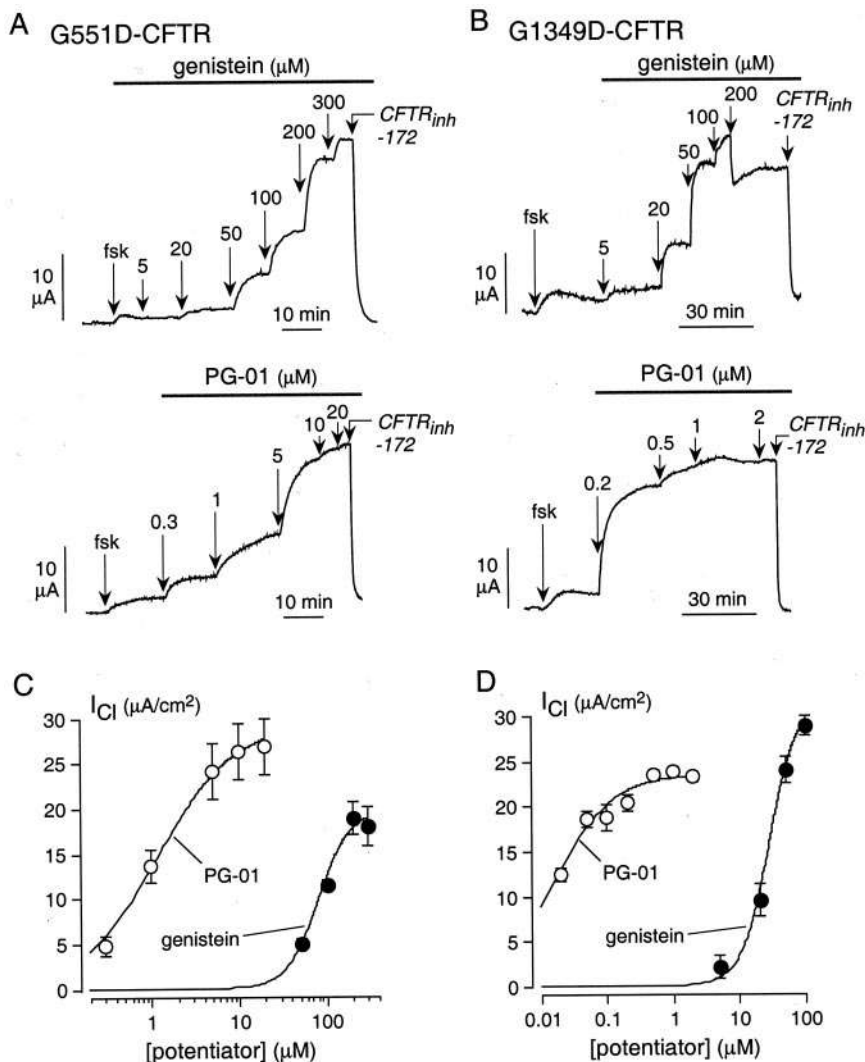 A
G551D-CFTR
genistein (µM)
fsk
5
20
50
100
200
300
CFTRinh
-172
10
µA
10 min
PG-01 (µM)
fsk
0.3
1
5
10
20
CFTRinh
-172
10
µA
10 min
B
G1349D-CFTR
genistein (µM)
fsk
5
20
50
100
200
CFTRinh
-172
10
µA
30 min
PG-01 (µM)
fsk
0.2
0.5
1
2
CFTRinh
-172
10
µA
30 min
C
ICl (µA/cm2)
30
25
20
15
10
5
0
PG-01
genistein
1
10
100
[potentiator] (µM)
D
ICl (µA/cm2)
30
25
20
15
10
5
0
PG-01
genistein
0.01
0.1
1
10
100
[potentiator] (µM)